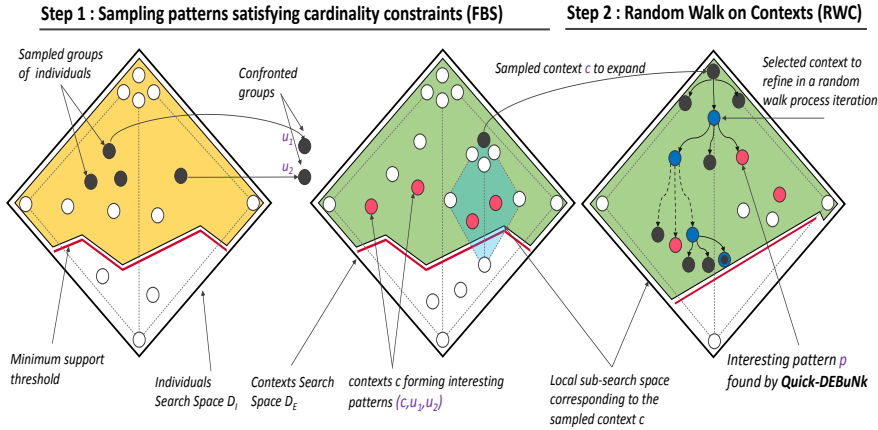 Step 1 : Sampling patterns satisfying cardinality constraints (FBS)
Step 2 : Random Walk on Contexts (RWC)
Sampled groups
of individuals
Confronted
groups
u1
u2
Sampled context c to expand
Selected context to
refine in a random
walk process iteration
Minimum support
threshold
Individuals
Search Space DI
Contexts Search
Space DE
contexts c forming interesting
patterns (c,u1,u2)
Local sub-search space
corresponding to the
sampled context c
Interesting pattern p
found by Quick-DEBuNk